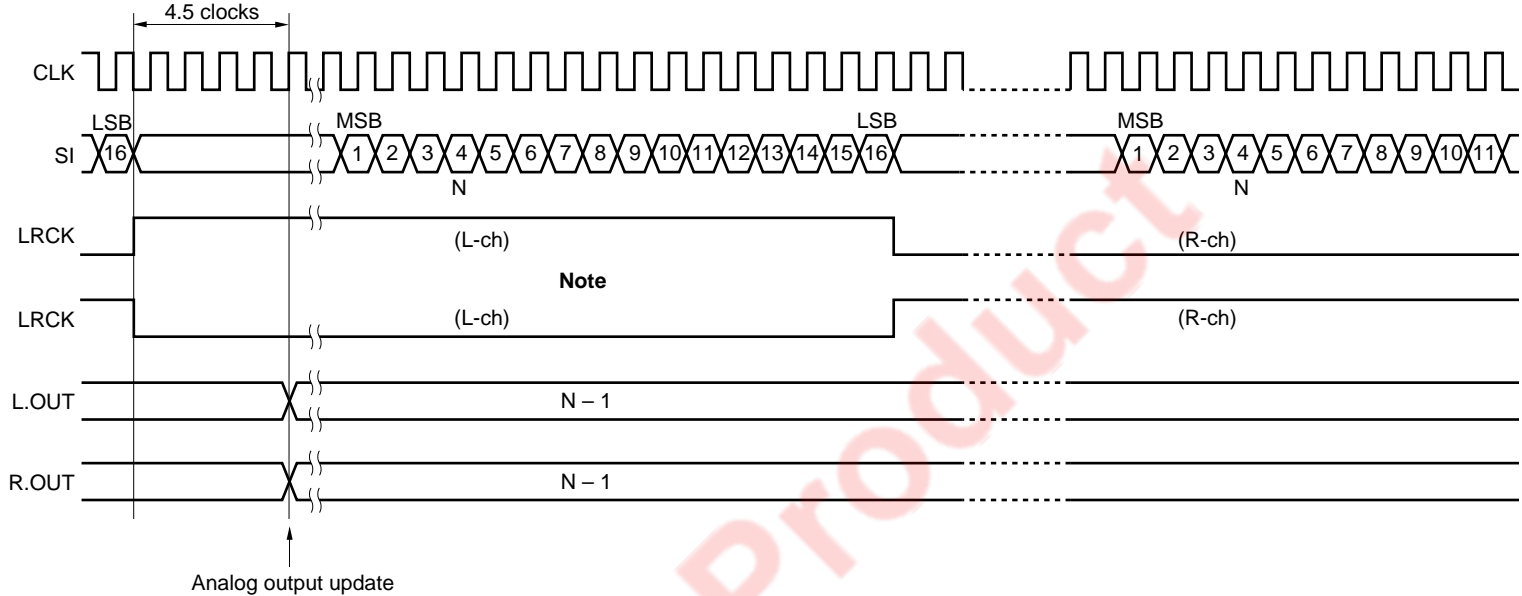 4.5 clocks
CLK
LSB MSB LSB MSB
SI 16 1 2 3 4 5 6 7 8 9 10 11 12 13 14 15 16 1 2 3 4 5 6 7 8 9 10 11
N N
LRCK (L-ch) (R-ch)
Note
LRCK (L-ch) (R-ch)
L.OUT N – 1
R.OUT N – 1
Analog output update
Product